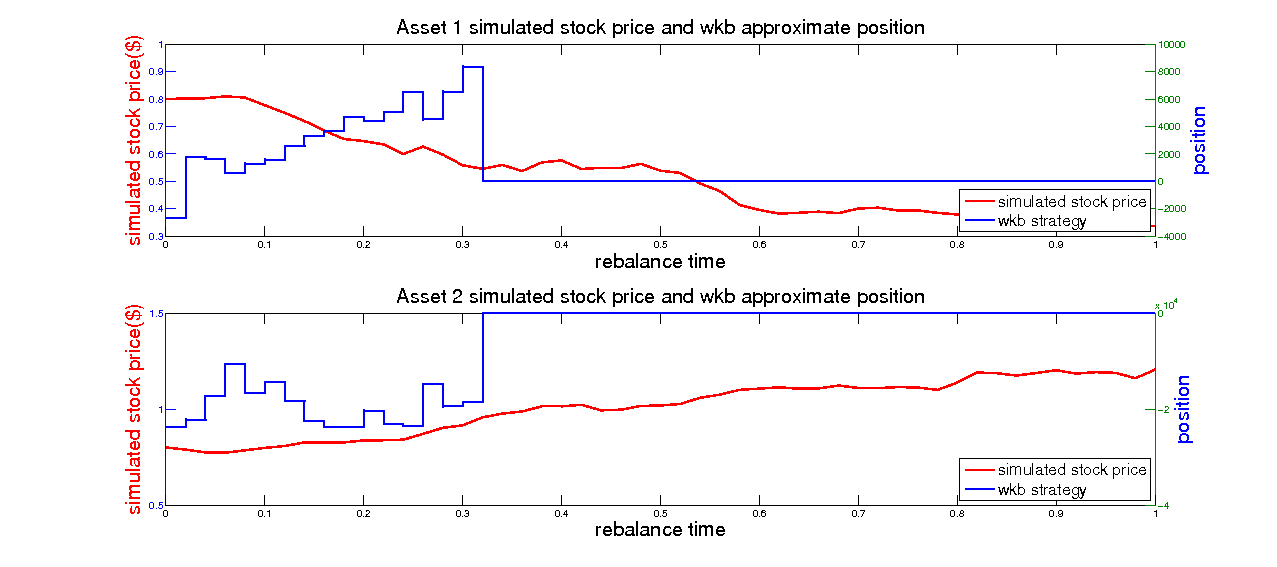 Asset 1 simulated stock price and wkb approximate position
simulated stock price($)
1
0.9
0.8
0.7
0.6
0.5
0.4
0.3
10000
8000
6000
4000
2000
0
-2000
-4000
position
simulated stock price
wkb strategy
0 0.1 0.2 0.3 0.4 0.5 0.6 0.7 0.8 0.9 1
rebalance time
Asset 2 simulated stock price and wkb approximate position
simulated stock price($)
1.5
1
0.5
x 10^4
0
-2
-4
position
simulated stock price
wkb strategy
0 0.1 0.2 0.3 0.4 0.5 0.6 0.7 0.8 0.9 1
rebalance time